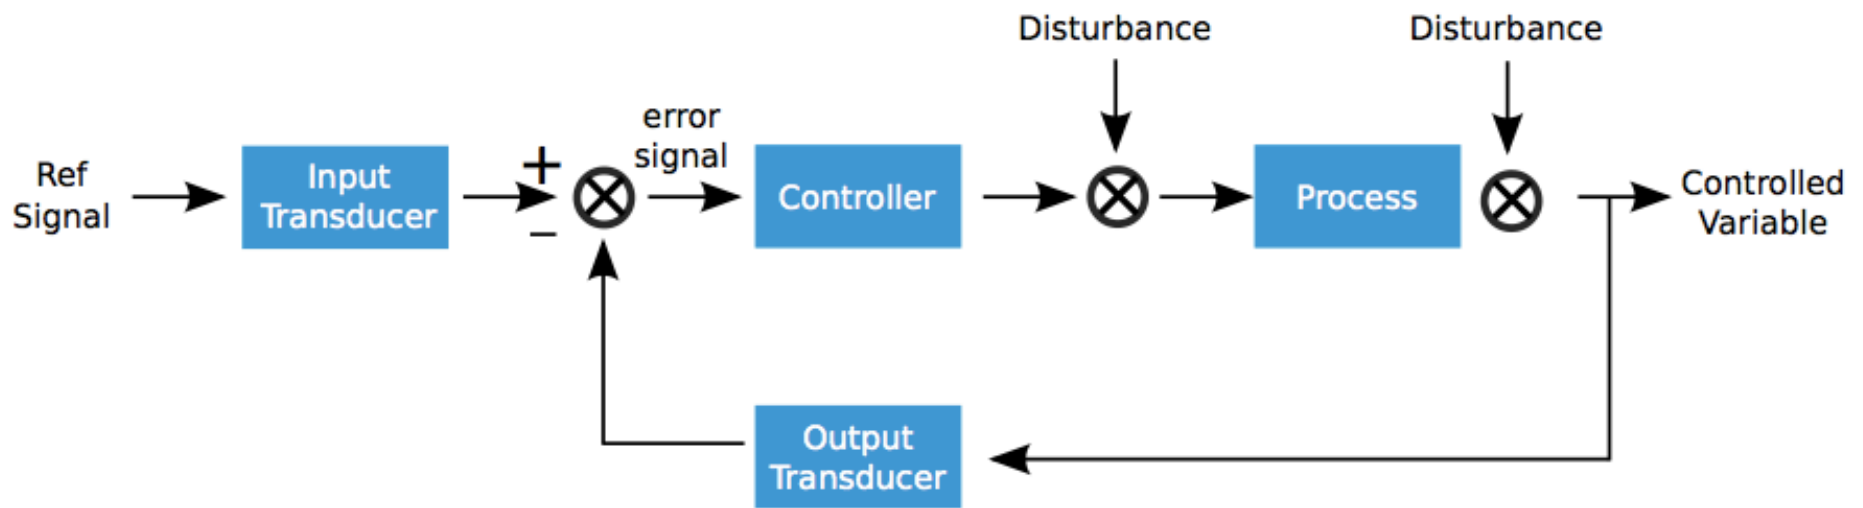 Disturbance
Disturbance
error
signal
Ref
Signal
Input
Transducer
+
−
Controller
Process
Controlled
Variable
Output
Transducer